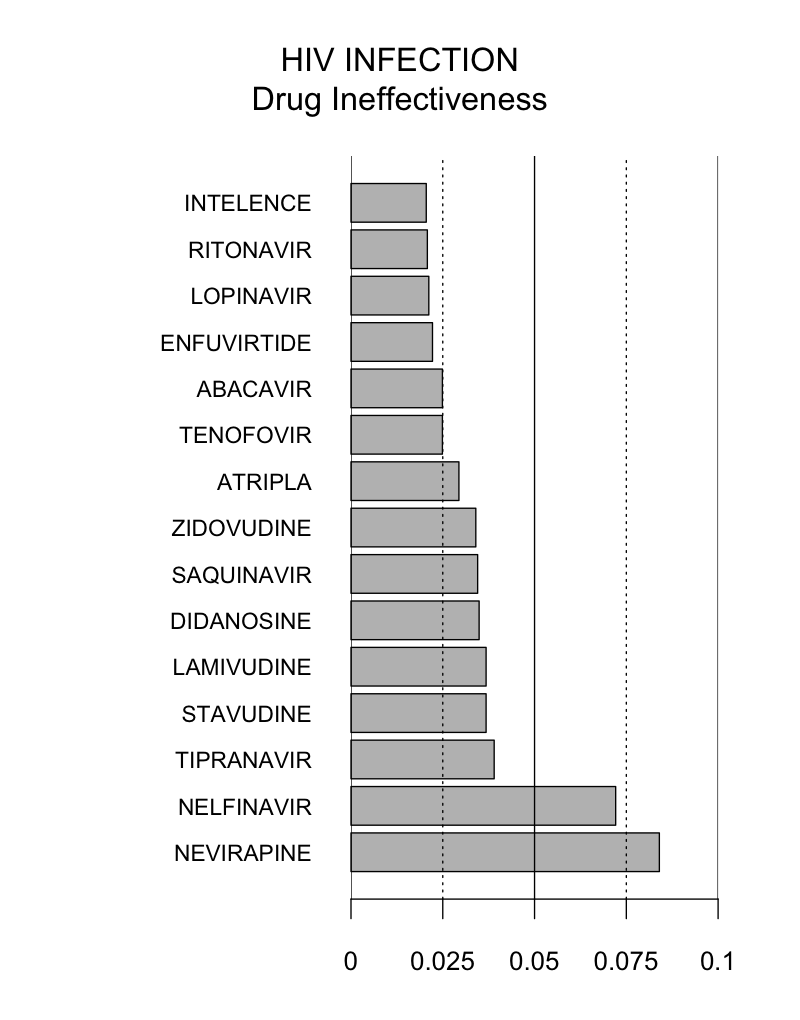 HIV INFECTION
Drug Ineffectiveness
INTELENCE
RITONAVIR
LOPINAVIR
ENFUVIRTIDE
ABACAVIR
TENOFOVIR
ATRIPLA
ZIDOVUDINE
SAQUINAVIR
DIDANOSINE
LAMIVUDINE
STAVUDINE
TIPRANAVIR
NELFINAVIR
NEVIRAPINE
0 0.025 0.05 0.075 0.1